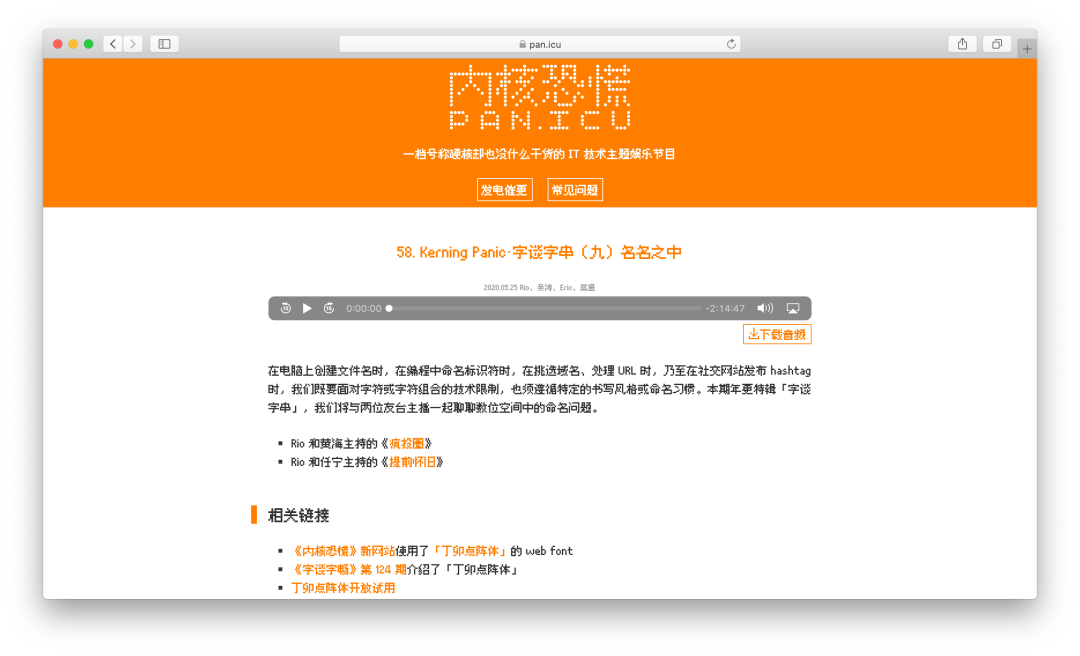 pan.icu
内核恐慌
PAN.ICU
一档号称硬核却也没什么干货的 IT 技术主题娱乐节目
发电催更 常见问题
58. Kerning Panic·字谈字串（九）名名之中
2020.05.25 Rio、吴涛、Eric、蒸鱼
0:00:00 -2:14:47
下载音频
在电脑上创建文件名时，在编程中命名标识符时，在挑选域名、处理 URL 时，乃至在社交网站发布 hashtag
时，我们既要面对字符或字符组合的技术限制，也须遵循特定的书写风格或命名习惯。本期年更特辑「字谈
字串」，我们将与两位友台主播一起聊聊数位空间中的命名问题。
▪ Rio 和黄海主持的《疯投圈》
▪ Rio 和任宁主持的《提前怀旧》
相关链接
▪ 《内核恐慌》新网站使用了「丁卯点阵体」的 web font
▪ 《字谈字畅》第 124 期介绍了「丁卯点阵体」
▪ 丁卯点阵体开放试用